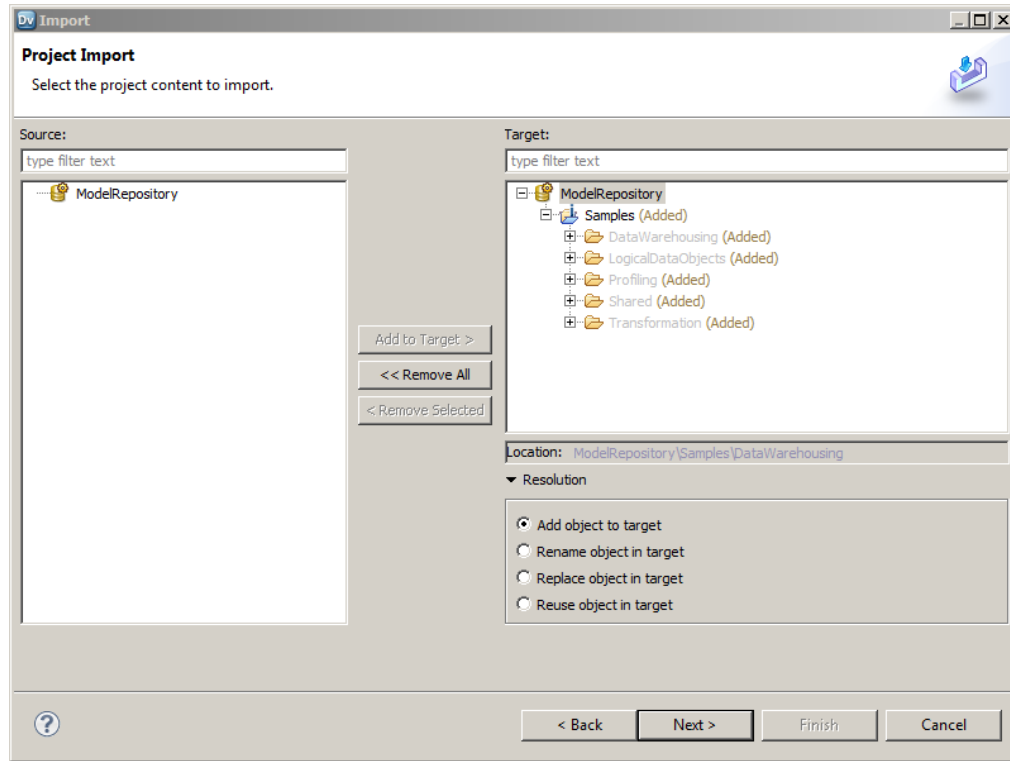 Dv Import
Project Import
Select the project content to import.
Source:
type filter text
ModelRepository
Add to Target >
<< Remove All
< Remove Selected
Target:
type filter text
ModelRepository
Samples (Added)
DataWarehousing (Added)
LogicalDataObjects (Added)
Profiling (Added)
Shared (Added)
Transformation (Added)
Location: ModelRepository\Samples\DataWarehousing
Resolution
Add object to target
Rename object in target
Replace object in target
Reuse object in target
?
< Back Next > Finish Cancel